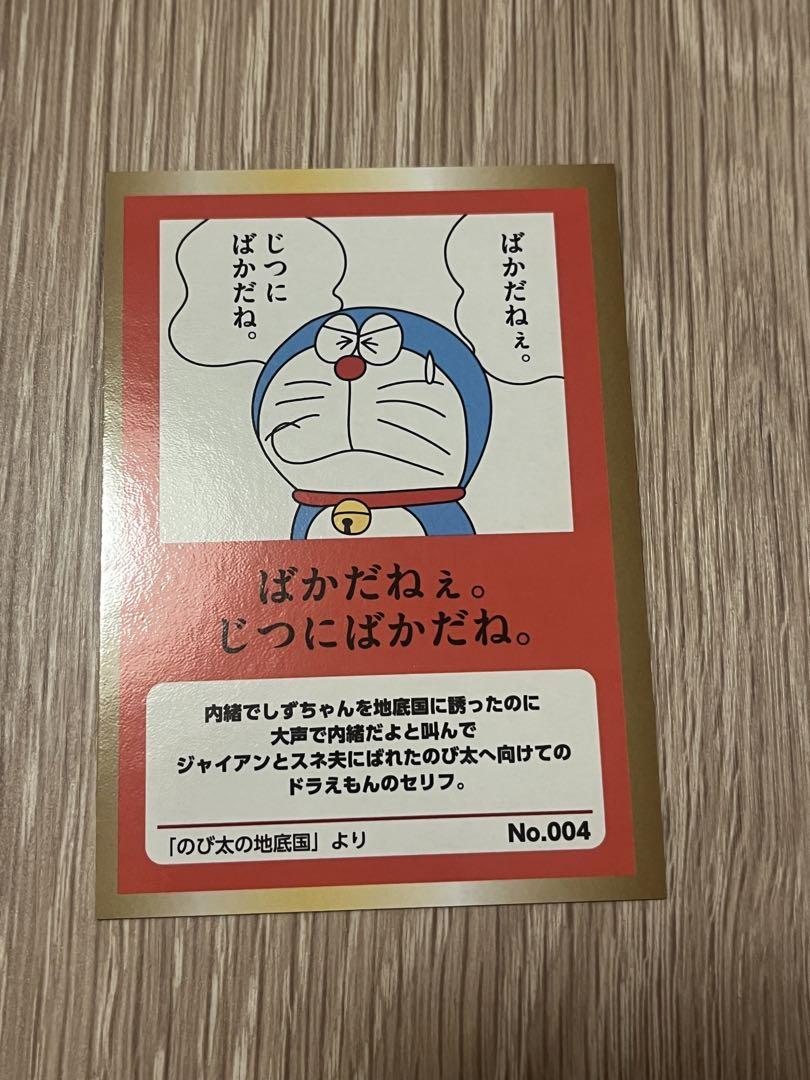 ばかだねぇ。
じつに
ばかだね。
ばかだねぇ。
じつにばかだね。
内緒でしずちゃんを地底国に誘ったのに
大声で内緒だよと叫んで
ジャイアンとスネ夫にばれたのび太へ向けての
ドラえもんのセリフ。
「のび太の地底国」より
No.004